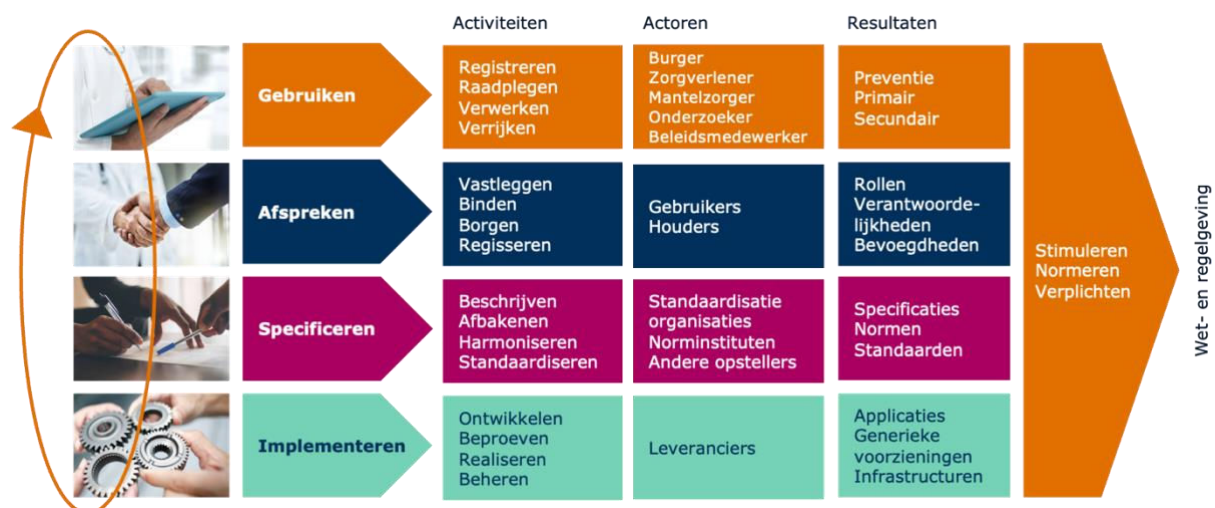 Activiteiten
Actoren
Resultaten
Gebruiken
Registreren
Raadplegen
Verwerken
Verrijken
Burger
Zorgverlener
Mantelzorger
Onderzoeker
Beleidsmedewerker
Preventie
Primair
Secundair
Afspreken
Vastleggen
Binden
Borgen
Regisseren
Gebruikers
Houders
Rollen
Verantwoorde-
lijkheden
Bevoegdheden
Specificeren
Beschrijven
Afbakenen
Harmoniseren
Standaardiseren
Standaardisatie
organisaties
Norminstituten
Andere opstellers
Specificaties
Normen
Standaarden
Implementeren
Ontwikkelen
Beproeven
Realiseren
Beheren
Leveranciers
Applicaties
Generieke
voorzieningen
Infrastructuren
Stimuleren
Normeren
Verplichten
Wet- en regelgeving